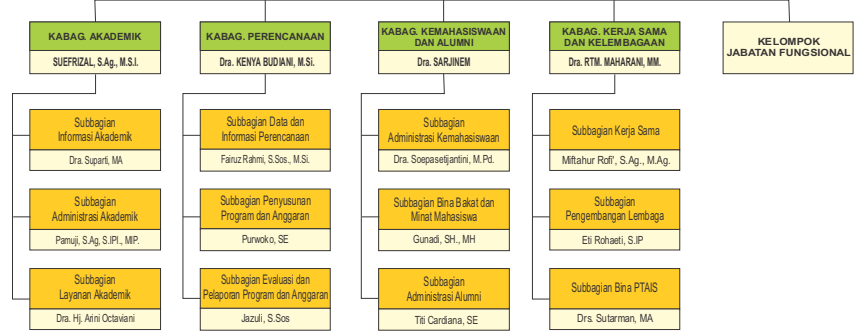 KABAG. AKADEMIK
SUEFRIZAL, S.Ag., M.S.I.
Subbagian
Informasi Akademik
Dra. Suparti, MA
Subbagian
Administrasi Akademik
Pamuji, S.Ag, S.IPI., MIP.
Subbagian
Layanan Akademik
Dra. Hj. Arini Octaviani
KABAG. PERENCANAAN
Dra. KENYA BUDIANI, M.Si.
Subbagian Data dan
Informasi Perencanaan
Fairuz Rahmi, S.Sos., M.Si.
Subbagian Penyusunan
Program dan Anggaran
Purwoko, SE
Subbagian Evaluasi dan
Pelaporan Program dan Anggaran
Jazuli, S.Sos
KABAG. KEMAHASISWAAN
DAN ALUMNI
Dra. SARJINEM
Subbagian
Administrasi Kemahasiswaan
Dra. Soepasetijantini, M.Pd.
Subbagian Bina Bakat dan
Minat Mahasiswa
Gunadi, SH., MH
Subbagian
Administrasi Alumni
Titi Cardiana, SE
KABAG. KERJA SAMA
DAN KELEMBAGAAN
Dra. RTM. MAHARANI, MM.
Subbagian Kerja Sama
Miftahur Rofi', S.Ag., M.Ag.
Subbagian
Pengembangan Lembaga
Eti Rohaeti, S.IP
Subbagian Bina PTAIS
Drs. Sutarman, MA
KELOMPOK
JABATAN FUNGSIONAL